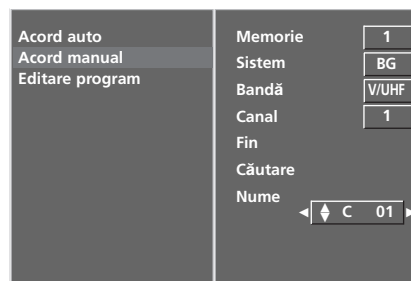 Acord auto
Acord manual
Editare program
Memorie 1
Sistem BG
Bandă V/UHF
Canal 1
Fin
Căutare
Nume
C 01